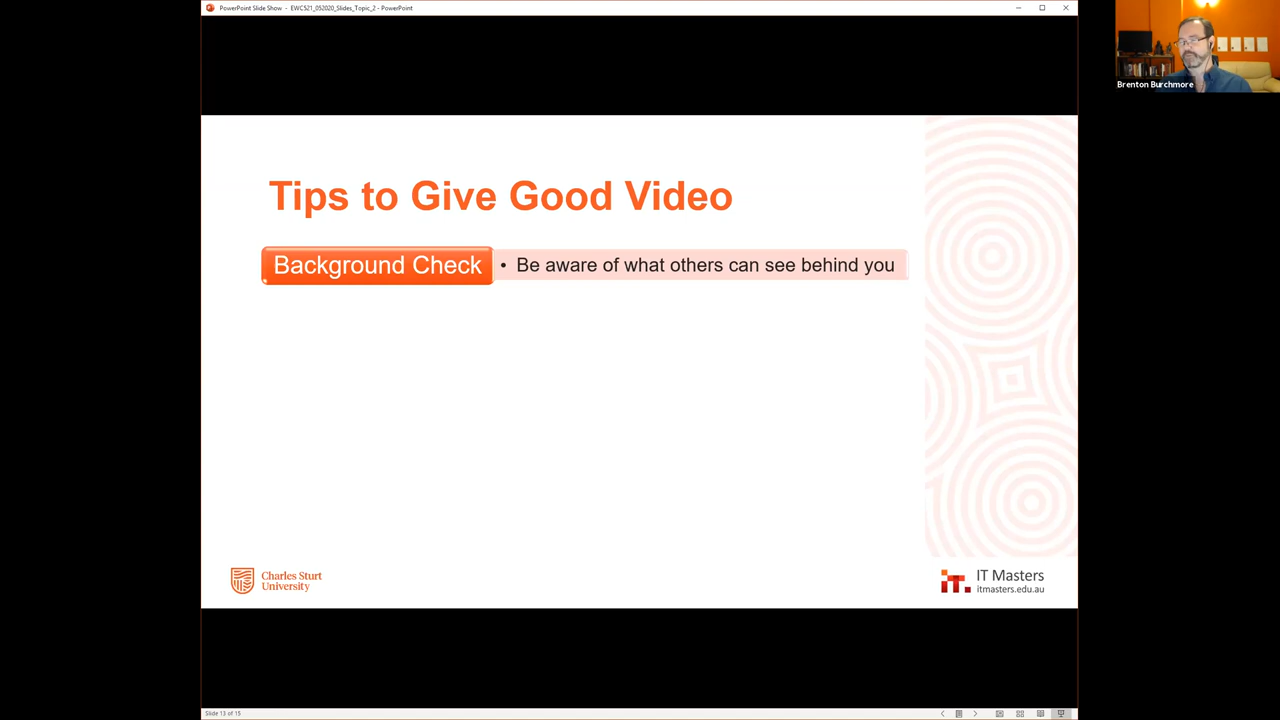 PowerPoint Slide Show - EWC521_052020_Slides_Topic_2 - PowerPoint
Brenton Burchmore
Tips to Give Good Video
Background Check
• Be aware of what others can see behind you
Charles Sturt
University
IT Masters
itmasters.edu.au
Slide 13 of 15